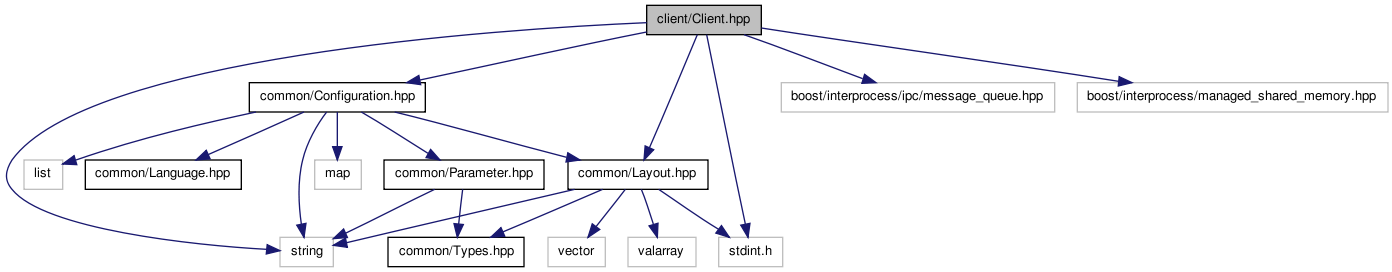 client/Client.hpp
common/Configuration.hpp
boost/interprocess/ipc/message_queue.hpp
boost/interprocess/managed_shared_memory.hpp
list
common/Language.hpp
map
common/Parameter.hpp
common/Layout.hpp
string
common/Types.hpp
vector
valarray
stdint.h